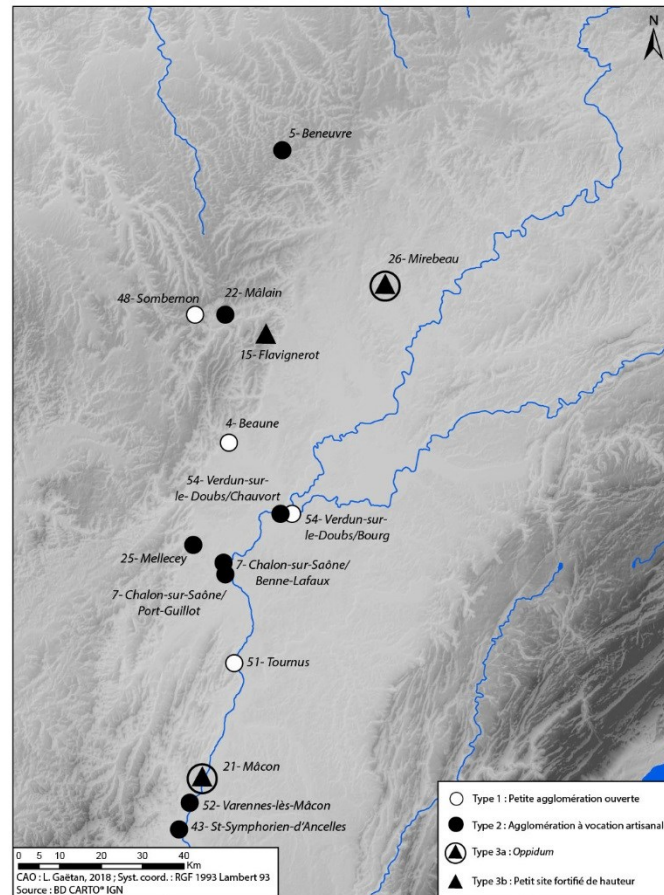 N
5- Beneuvre
26- Mirebeau
48- Sombernon
22- Mâlain
15- Flavignerot
4- Beaune
54- Verdun-sur-
le- Doubs/Chauvort
54- Verdun-sur-
le-Doubs/Bourg
25- Mellecey
7- Chalon-sur-Saône/
Benne-Lafaux
7- Chalon-sur-Saône/
Port-Guillot
51- Tournus
21- Mâcon
52- Varennes-lès-Mâcon
43- St-Symphorien-d'Ancelles
Type 1 : Petite agglomération ouverte
Type 2 : Agglomération à vocation artisanal
Type 3a : Oppidum
Type 3b : Petit site fortifié de hauteur
0 5 10 20 30 40
Km
CAO : L. Gaëtan, 2018 ; Syst. coord. : RGF 1993 Lambert 93
Source : BD CARTO® IGN